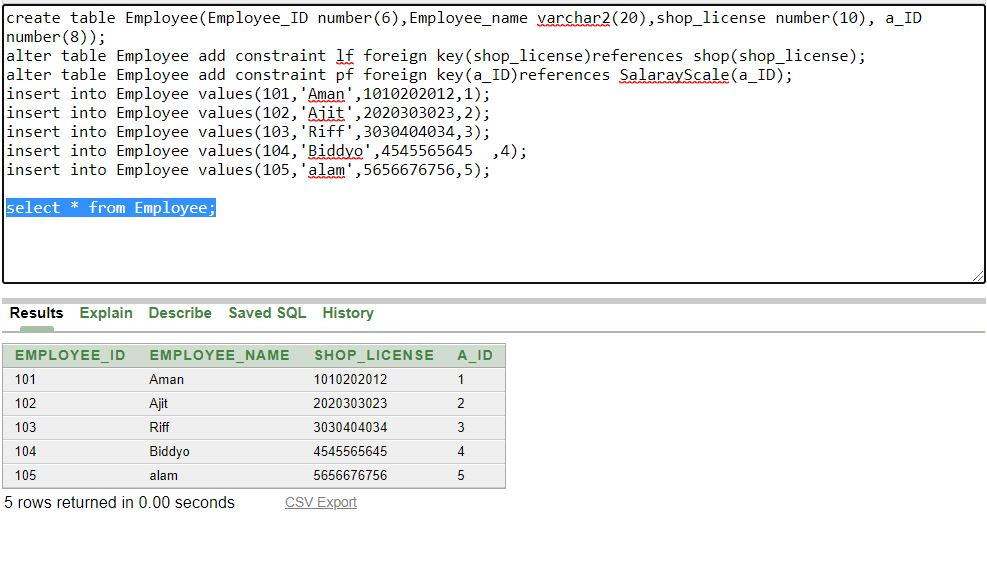 create table Employee(Employee_ID number(6),Employee_name varchar2(20),shop_license number(10), a_ID
number(8));
alter table Employee add constraint lf foreign key(shop_license)references shop(shop_license);
alter table Employee add constraint pf foreign key(a_ID)references SalarayScale(a_ID);
insert into Employee values(101,'Aman',1010202012,1);
insert into Employee values(102,'Ajit',2020303023,2);
insert into Employee values(103,'Riff',3030404034,3);
insert into Employee values(104,'Biddyo',4545565645  ,4);
insert into Employee values(105,'alam',5656676756,5);
select * from Employee;
Results Explain Describe Saved SQL History
EMPLOYEE_ID EMPLOYEE_NAME SHOP_LICENSE A_ID
101 Aman 1010202012 1
102 Ajit 2020303023 2
103 Riff 3030404034 3
104 Biddyo 4545565645 4
105 alam 5656676756 5
5 rows returned in 0.00 seconds CSV Export